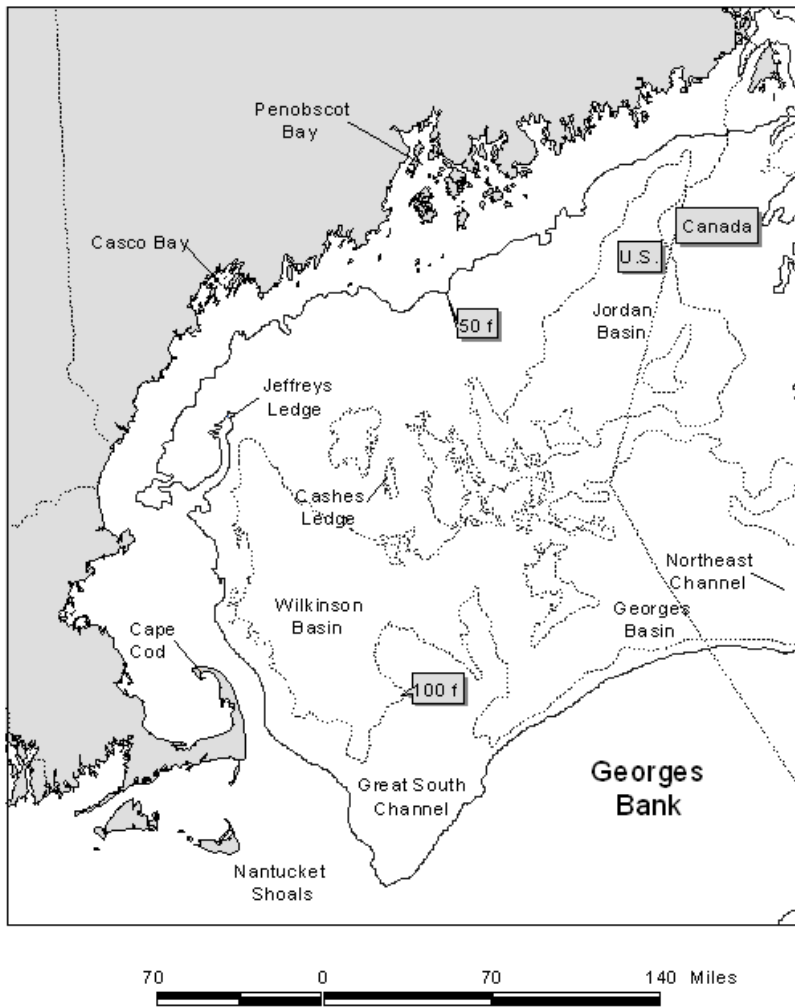 Penobscot
Bay
Canada
Casco Bay
U.S.
Jordan
Basin
50 f
Jeffreys
Ledge
Cashes
Ledge
Northeast
Channel
Wilkinson
Basin
Georges
Basin
Cape
Cod
100 f
Georges
Bank
Great South
Channel
Nantucket
Shoals
70 0 70 140 Miles